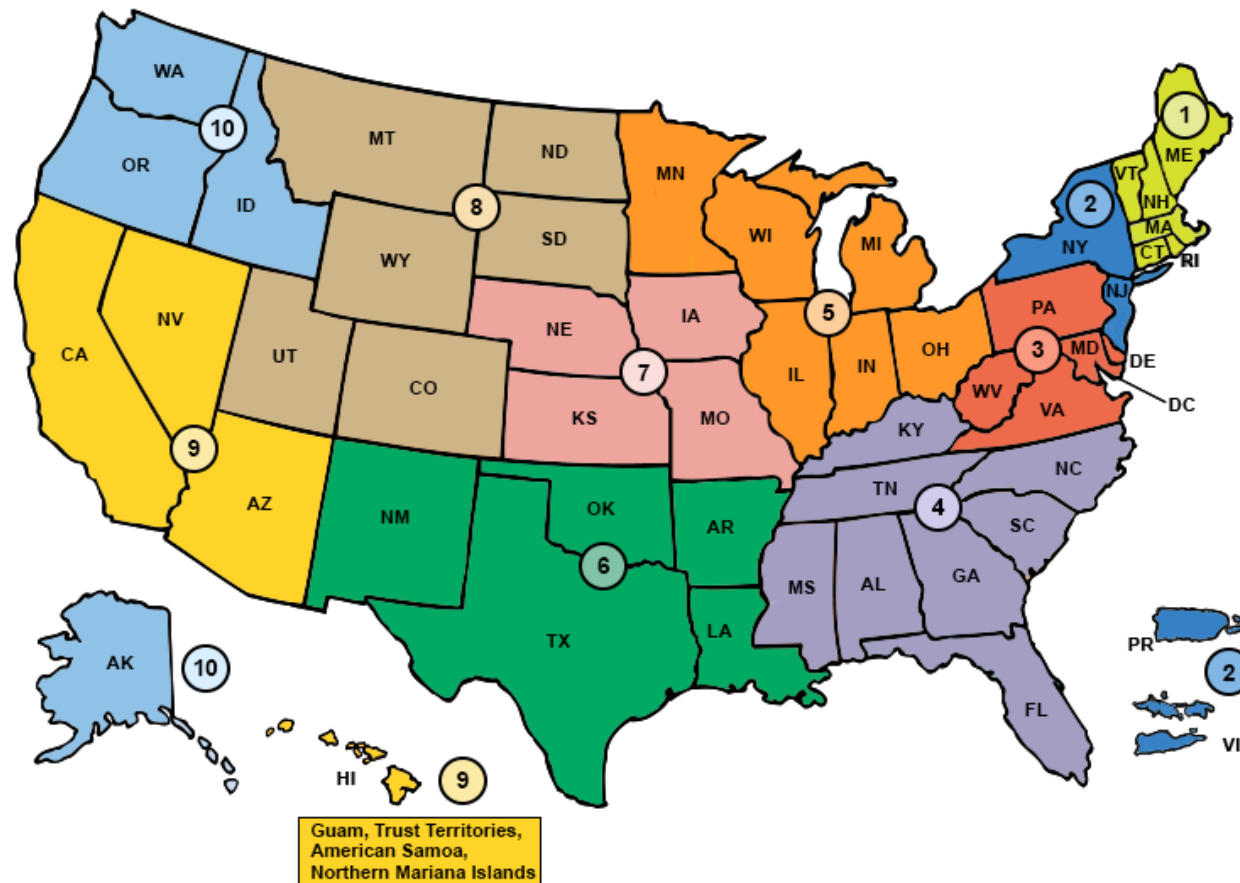 WA
10
OR
ID
MT
ND
MN
8
SD
WY
WI
MI
1
ME
VT
NH
2
NY
MA
CT
RI
NJ
CA
NV
UT
CO
NE
IA
7
KS
MO
5
IL
IN
OH
PA
3
MD
DE
DC
WV
VA
9
AZ
NM
OK
6
AR
TX
LA
KY
NC
TN
4
SC
MS
AL
GA
FL
AK
10
HI
9
Guam, Trust Territories,
American Samoa,
Northern Mariana Islands
PR
2
VI